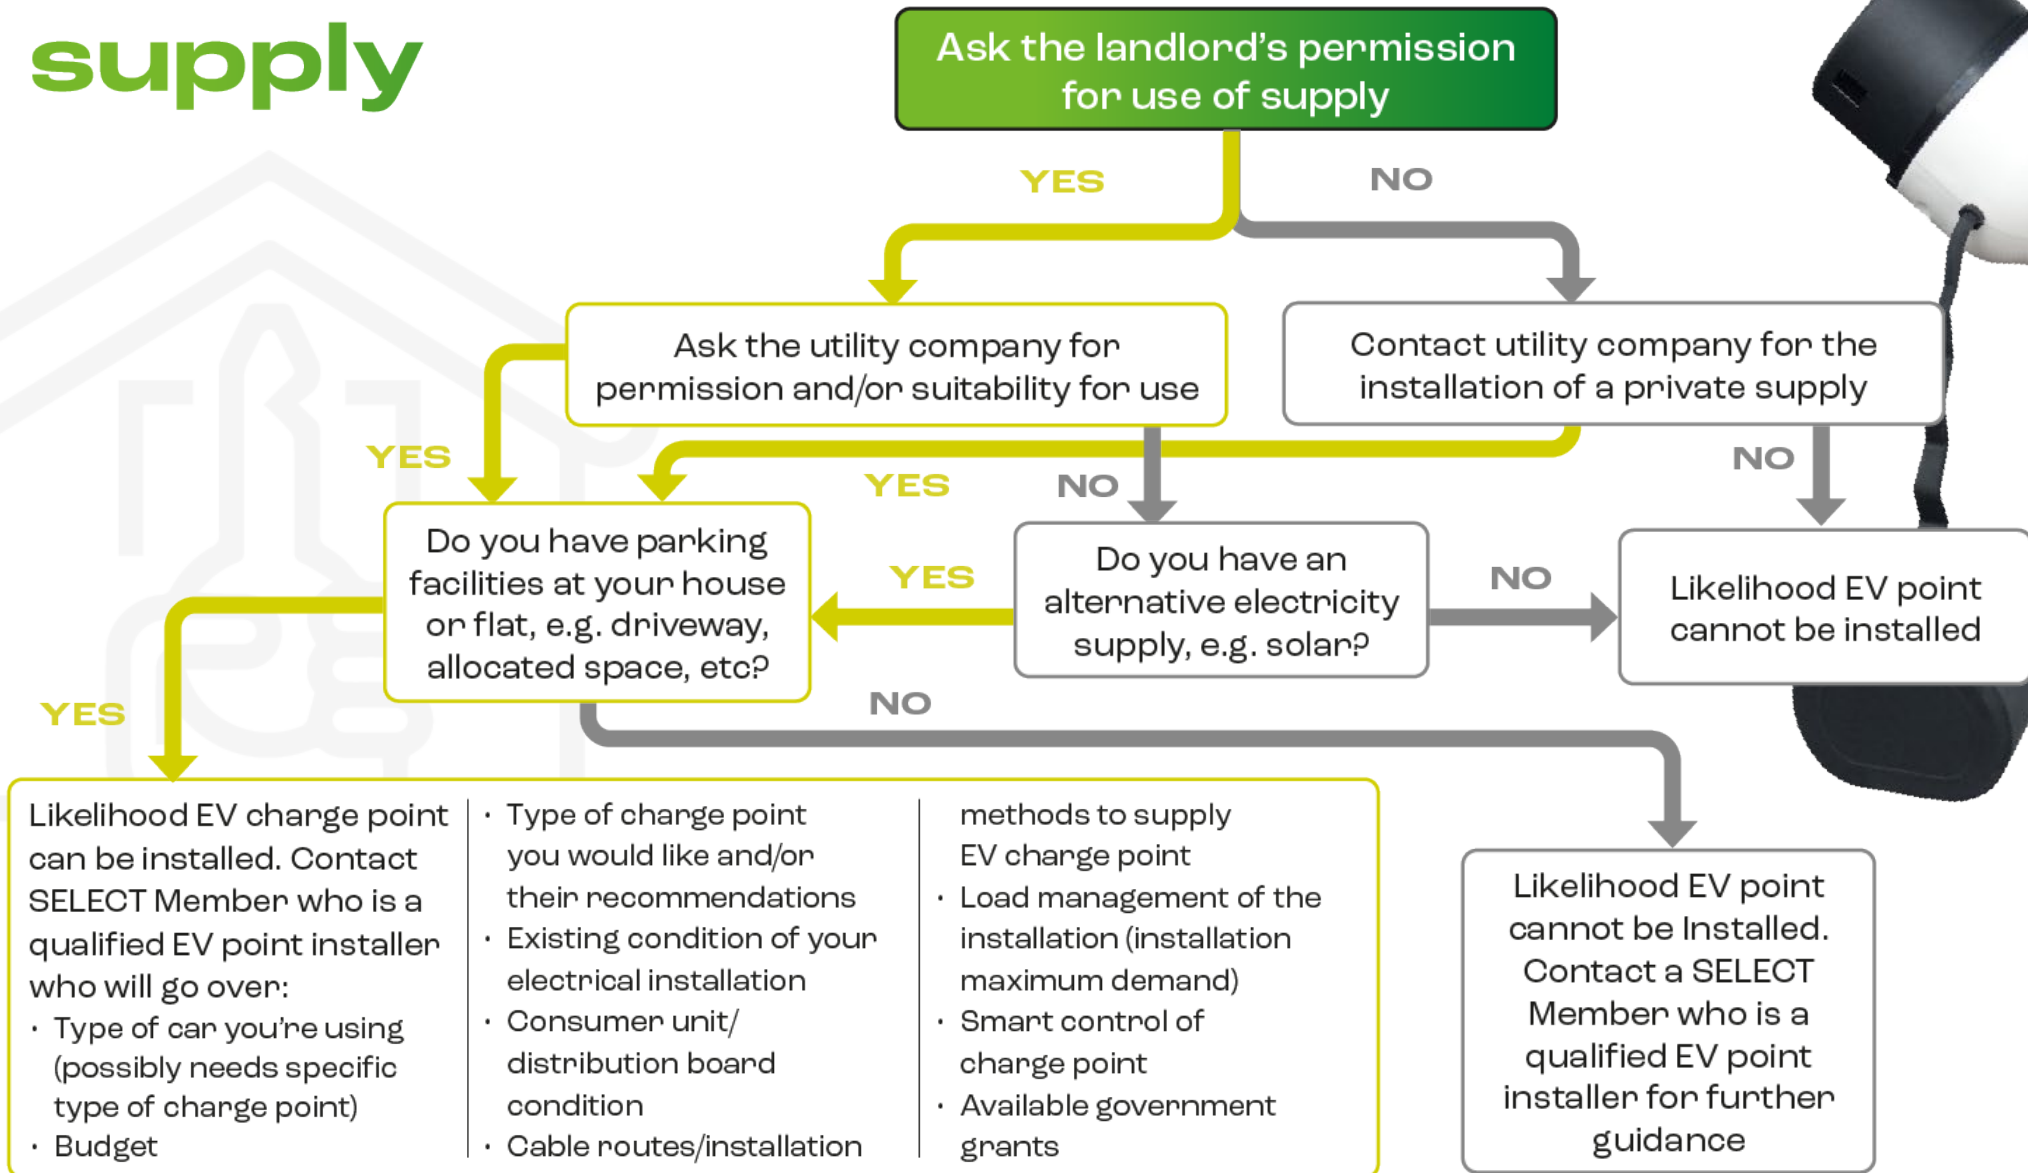 supply
Ask the landlord's permission
for use of supply
YES
NO
Ask the utility company for
permission and/or suitability for use
Contact utility company for the
installation of a private supply
YES
YES
NO
NO
Do you have parking
facilities at your house
or flat, e.g. driveway,
allocated space, etc?
YES
Do you have an
alternative electricity
supply, e.g. solar?
NO
Likelihood EV point
cannot be installed
YES
NO
Likelihood EV charge point
can be installed. Contact
SELECT Member who is a
qualified EV point installer
who will go over:
· Type of car you're using
(possibly needs specific
type of charge point)
· Budget
· Type of charge point
you would like and/or
their recommendations
· Existing condition of your
electrical installation
· Consumer unit/
distribution board
condition
· Cable routes/installation
methods to supply
EV charge point
· Load management of the
installation (installation
maximum demand)
· Smart control of
charge point
· Available government
grants
Likelihood EV point
cannot be Installed.
Contact a SELECT
Member who is a
qualified EV point
installer for further
guidance